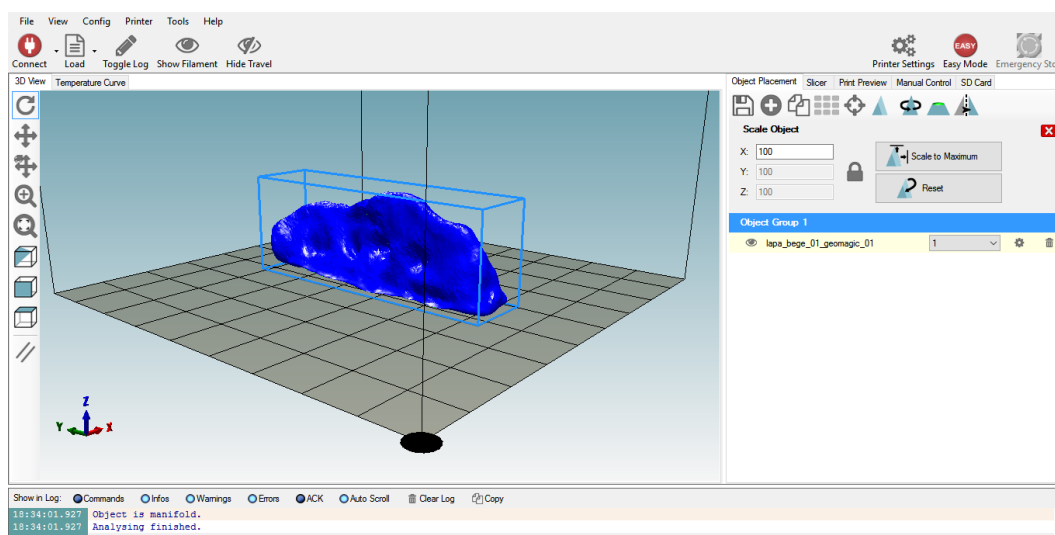 File View Config Printer Tools Help
Connect Load Toggle Log Show Filament Hide Travel Printer Settings EASY Easy Mode Emergency Sto
3D View Temperature Curve Object Placement Slicer Print Preview Manual Control SD Card
Scale Object
X: 100 Scale to Maximum
Y: 100
Z: 100 Reset
Object Group 1
lapa_bege_01_geomagic_01 1
Z
Y X
Show in Log: Commands Infos Warnings Errors ACK Auto Scroll Clear Log Copy
18:34:01.927 Object is manifold.
18:34:01.927 Analysing finished.